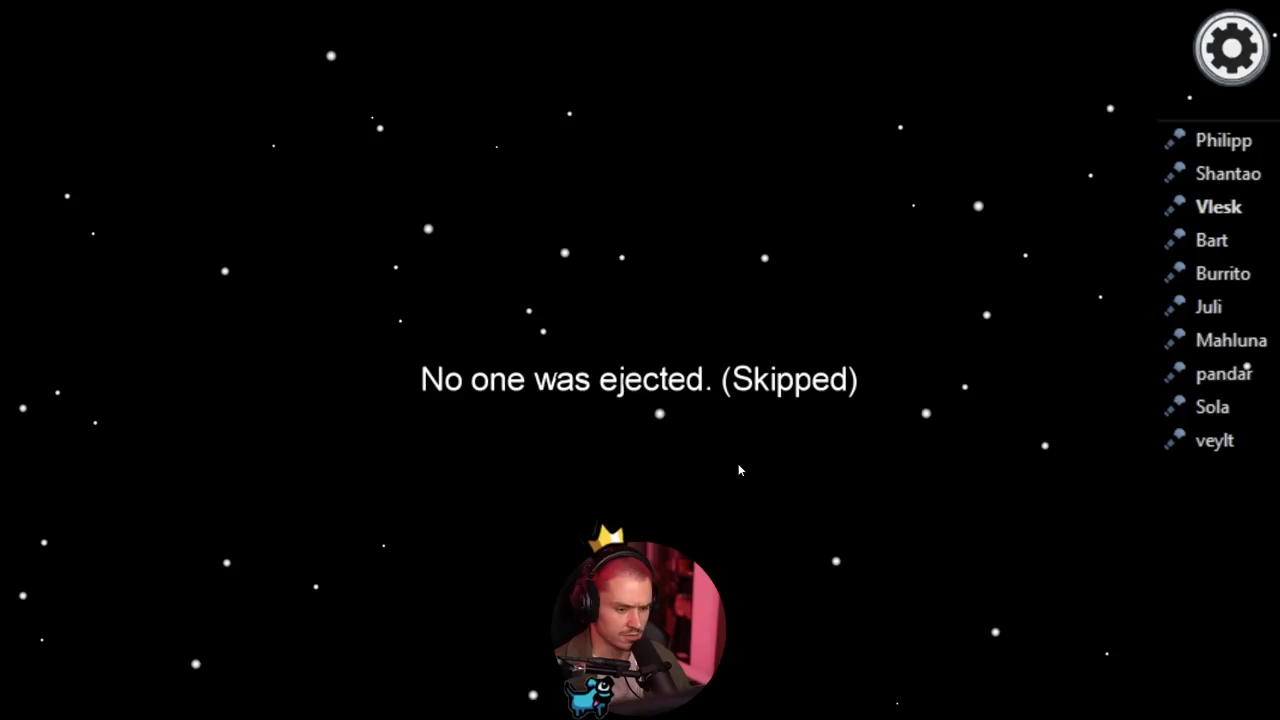 Philipp
Shantao
Vlesk
Bart
Burrito
Juli
Mahluna
pandar
Sola
veylt
No one was ejected. (Skipped)